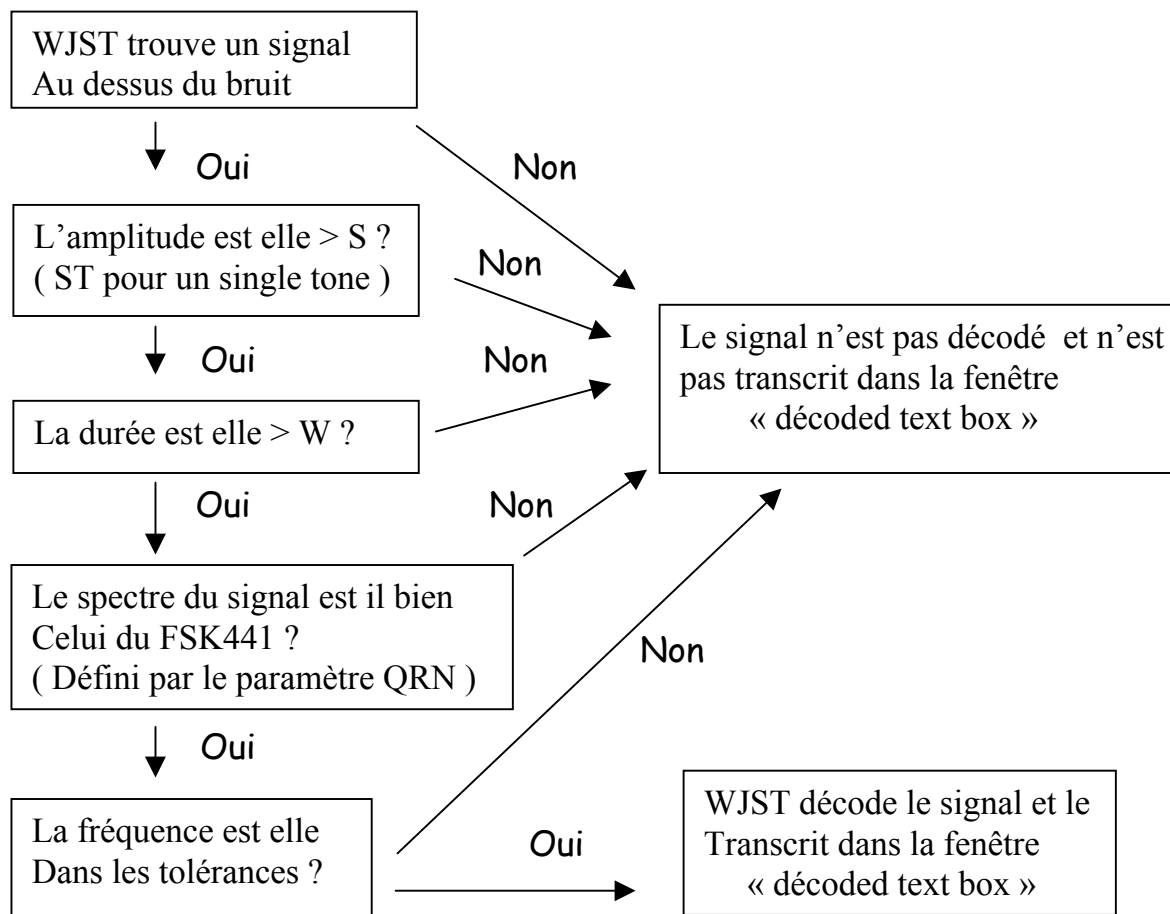 WJST trouve un signal
Au dessus du bruit
Oui
Non
L’amplitude est elle > S ?
( ST pour un single tone )
Non
Oui
Non
La durée est elle > W ?
Le signal n’est pas décodé et n’est
pas transcrit dans la fenêtre
« décoded text box »
Oui
Non
Le spectre du signal est il bien
Celui du FSK441 ?
( Défini par le paramètre QRN )
Non
Oui
La fréquence est elle
Dans les tolérances ?
Oui
WJST décode le signal et le
Transcrit dans la fenêtre
« décoded text box »